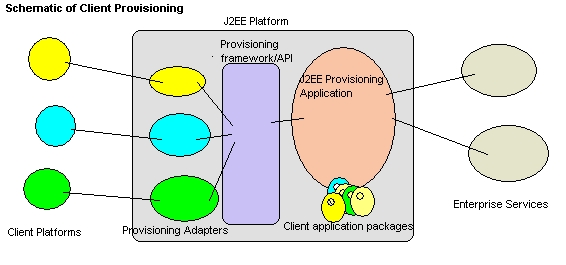 Schematic of Client Provisioning
J2EE Platform
Provisioning
framework/API
J2EE Provisioning
Application
Client Platforms
Provisioning Adapters
Client application packages
Enterprise Services